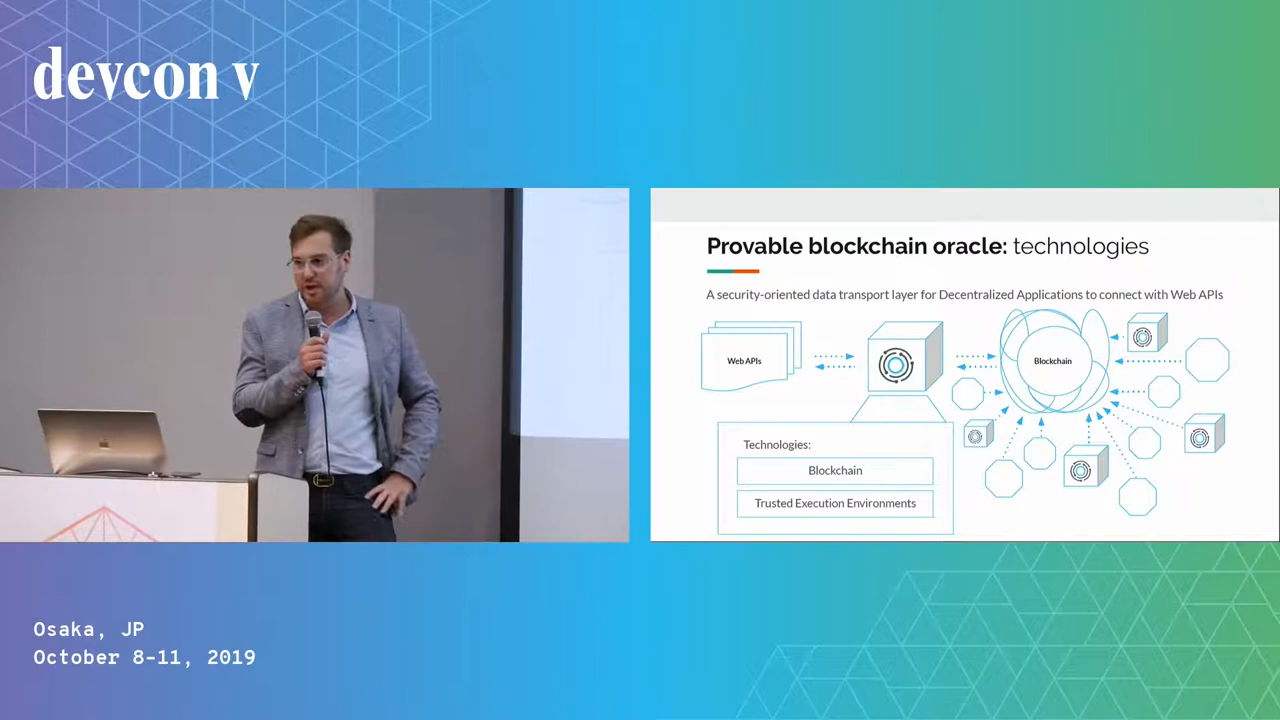 devcon v
Provable blockchain oracle: technologies
A security-oriented data transport layer for Decentralized Applications to connect with Web APIs
Web APIs
Blockchain
Technologies:
Blockchain
Trusted Execution Environments
Osaka, JP
October 8-11, 2019